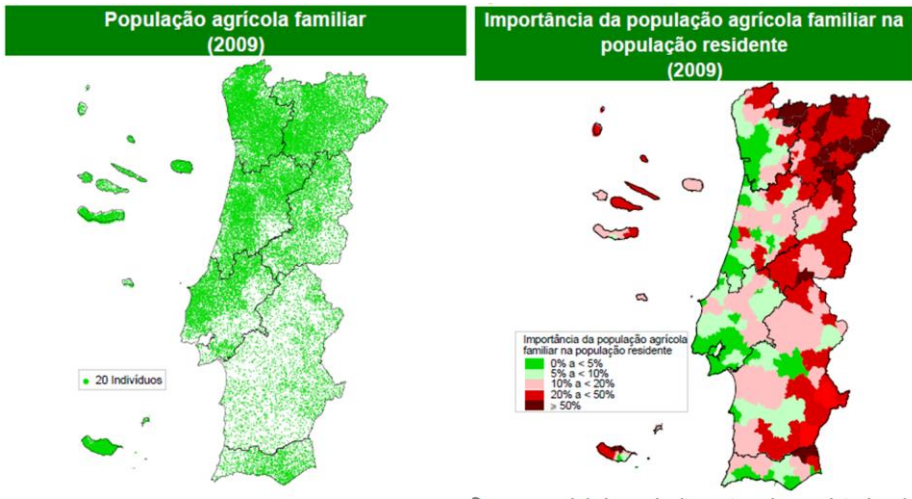 População agrícola familiar
(2009)
20 Indivíduos
Importância da população agrícola familiar na
população residente
(2009)
Importância da população agrícola
familiar na população residente
0% a < 5%
5% a < 10%
10% a < 20%
20% a < 50%
≥ 50%